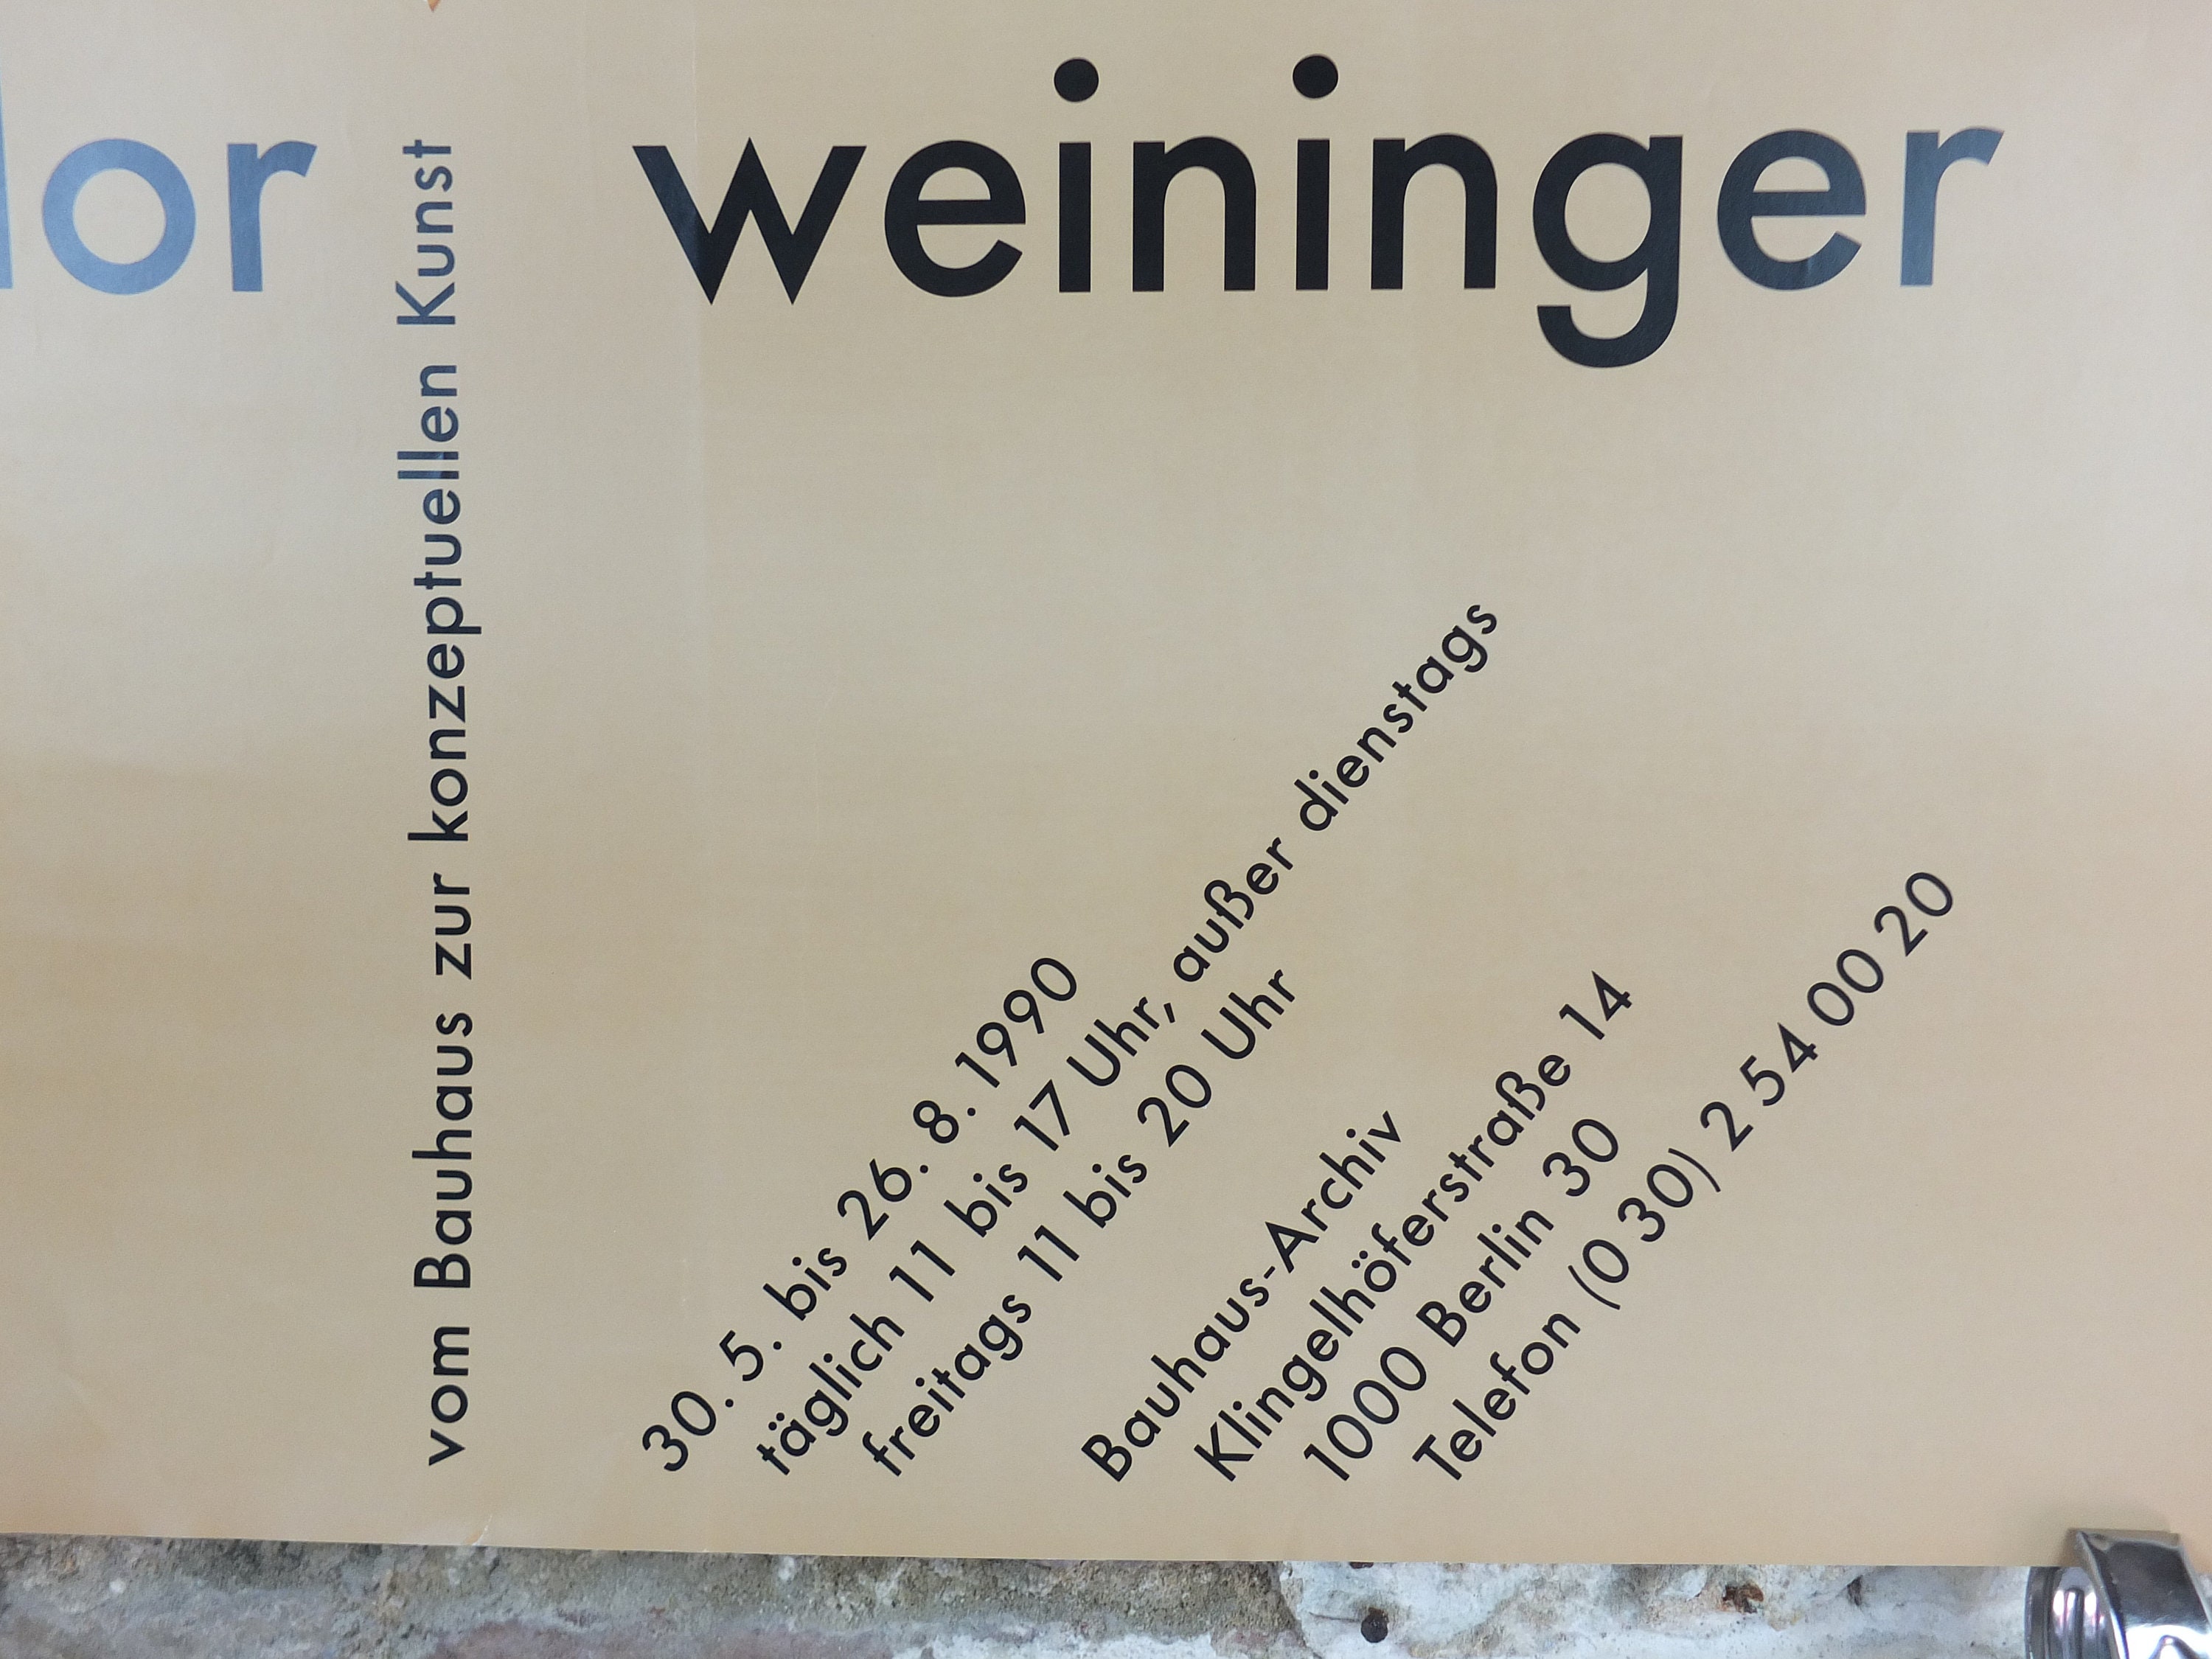 dor weininger
vom Bauhaus zur konzeptuellen Kunst
30. 5. bis 26. 8. 1990
täglich 11 bis 17 Uhr, außer dienstags
freitags 11 bis 20 Uhr
Bauhaus-Archiv
Klingelhöferstraße 14
1000 Berlin 30
Telefon (0 30) 2 54 00 20